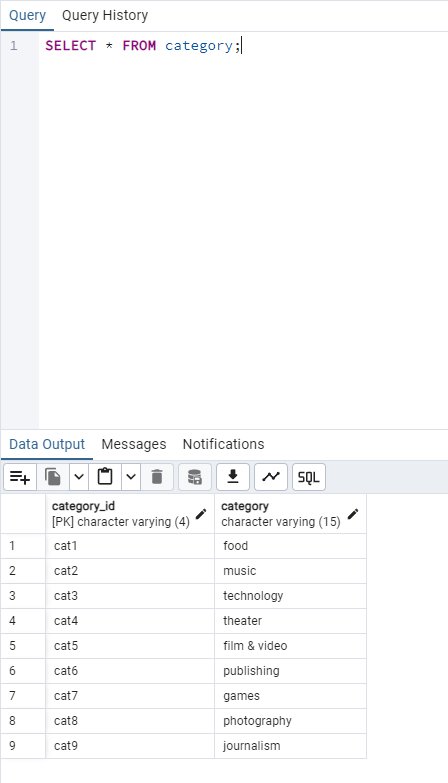 Query Query History
1 SELECT * FROM category;
Data Output Messages Notifications
SQL
category_id category
[PK] character varying (4) character varying (15)
1 cat1 food
2 cat2 music
3 cat3 technology
4 cat4 theater
5 cat5 film & video
6 cat6 publishing
7 cat7 games
8 cat8 photography
9 cat9 journalism